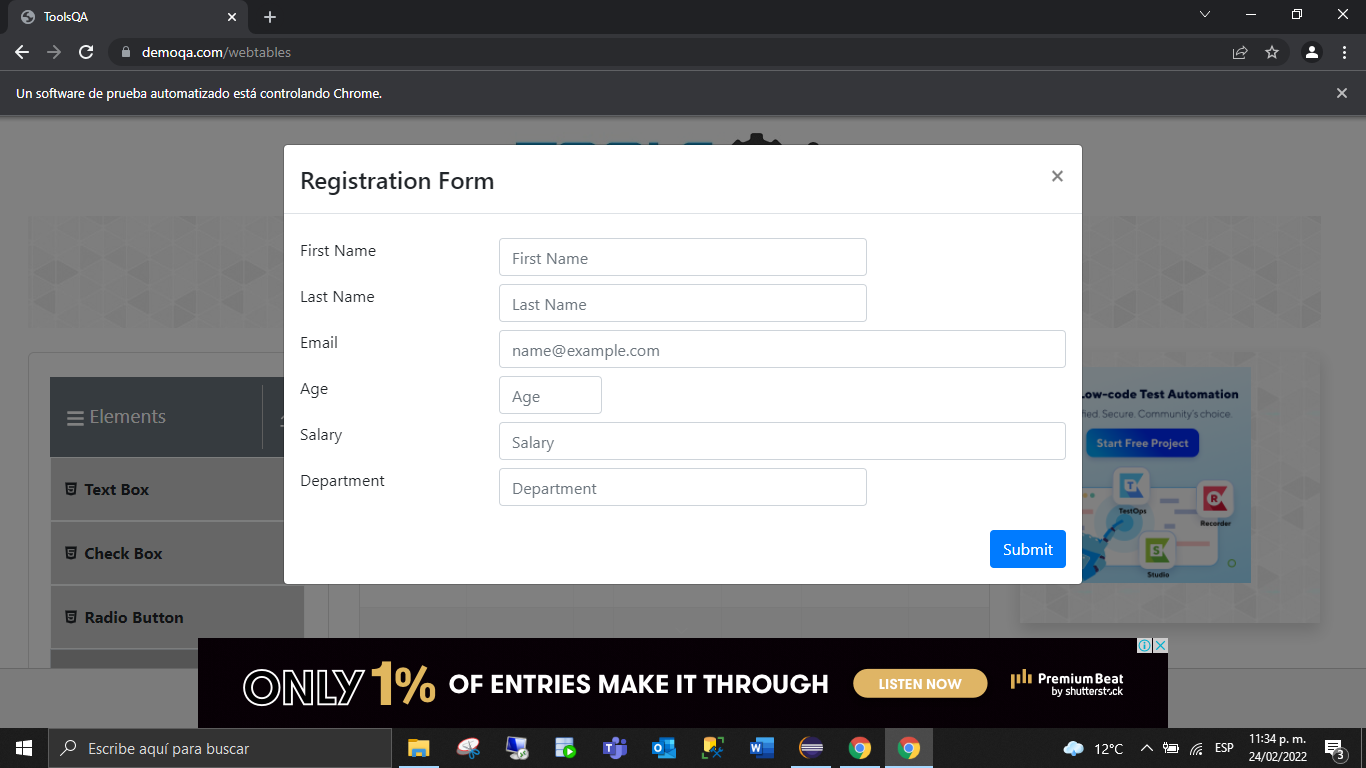 ToolsQA
demoqa.com/webtables
Un software de prueba automatizado está controlando Chrome.
Registration Form
First Name
First Name
Last Name
Last Name
Email
name@example.com
Age
Age
Salary
Salary
Department
Department
Submit
Elements
Text Box
Check Box
Radio Button
Low-code Test Automation
Secure. Community's choice.
Start Free Project
TestOps
Recorder
Studio
ONLY 1% OF ENTRIES MAKE IT THROUGH
LISTEN NOW
PremiumBeat
by shutterstock
Escribe aquí para buscar
12°C
ESP
11:34 p. m.
24/02/2022
3